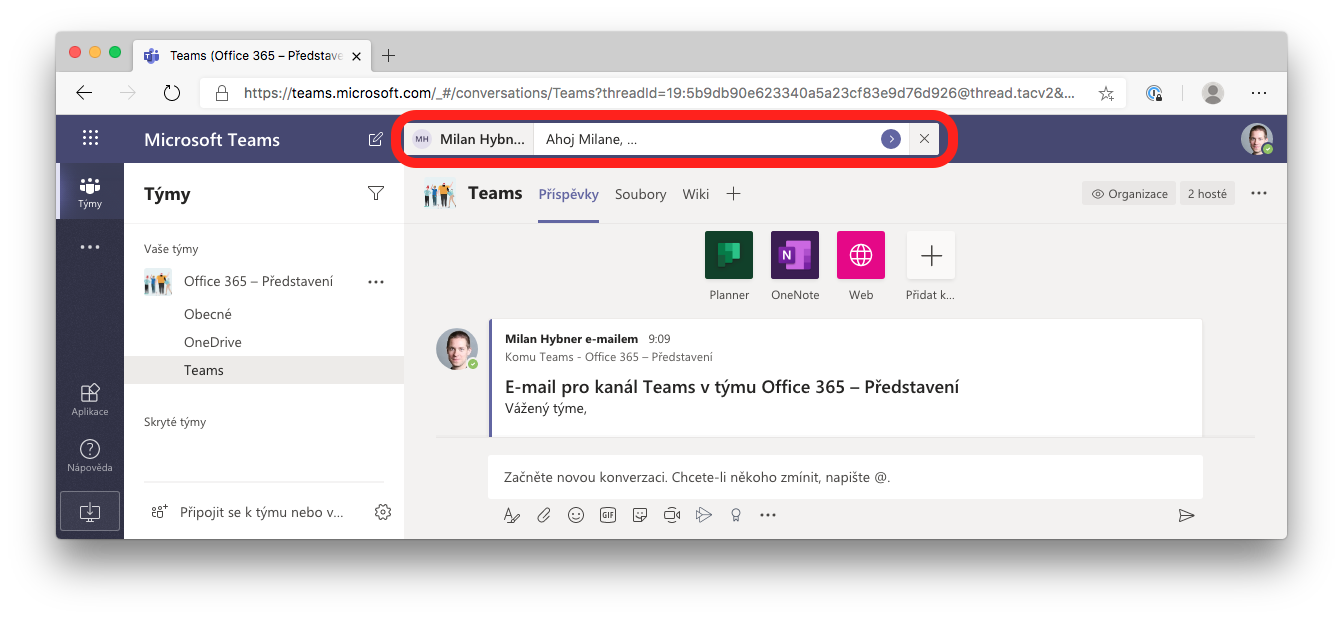 Teams (Office 365 – Představe
https://teams.microsoft.com/_#/conversations/Teams?threadId=19:5b9db90e623340a5a23cf83e9d76d926@thread.tacv2&...
Microsoft Teams
MH Milan Hybn... Ahoj Milane, ...
Týmy
Týmy
Teams Příspěvky Soubory Wiki
Organizace 2 hosté
Vaše týmy
Office 365 – Představení
Obecné
OneDrive
Teams
Skryté týmy
Planner OneNote Web Přidat k...
Milan Hybner e-mailem 9:09
Komu Teams - Office 365 – Představení
E-mail pro kanál Teams v týmu Office 365 – Představení
Vážený týme,
Aplikace
Nápověda
Připojit se k týmu nebo v...
Začněte novou konverzaci. Chcete-li někoho zmínit, napište @.
GIF